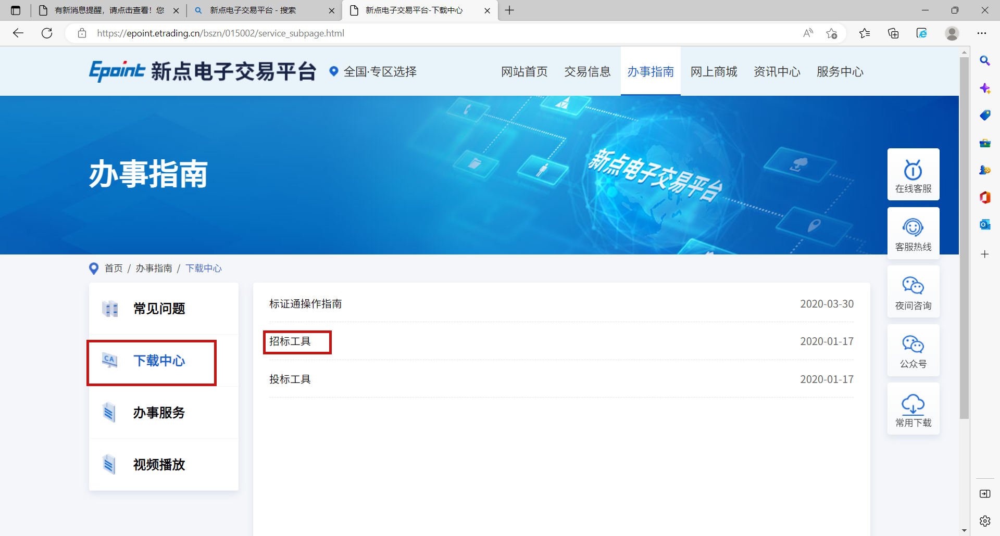 有新消息提醒，请点击查看！您
新点电子交易平台 - 搜索
新点电子交易平台-下载中心
https://epoint.etrading.cn/bszn/015002/service_subpage.html
Epoint 新点电子交易平台
全国·专区选择
网站首页
交易信息
办事指南
网上商城
资讯中心
服务中心
办事指南
新点电子交易平台
在线客服
客服热线
夜间咨询
公众号
常用下载
首页 / 办事指南 / 下载中心
常见问题
CA 下载中心
办事服务
视频播放
标证通操作指南 2020-03-30
招标工具 2020-01-17
投标工具 2020-01-17